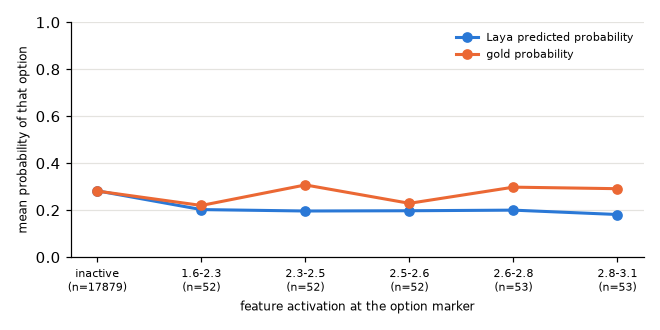 1.0
0.8
0.6
0.4
0.2
0.0
mean probability of that option
Laya predicted probability
gold probability
inactive
(n=17879)
1.6-2.3
(n=52)
2.3-2.5
(n=52)
2.5-2.6
(n=52)
2.6-2.8
(n=53)
2.8-3.1
(n=53)
feature activation at the option marker